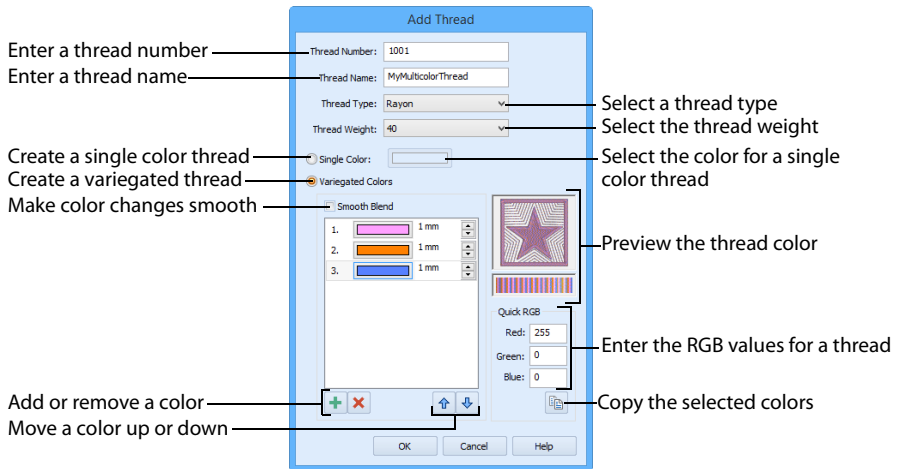 Add Thread
Enter a thread number
Thread Number: 1001
Enter a thread name
Thread Name: MyMulticolorThread
Thread Type: Rayon
Select a thread type
Thread Weight: 40
Select the thread weight
Create a single color thread
Single Color:
Select the color for a single
color thread
Create a variegated thread
Variegated Colors
Make color changes smooth
Smooth Blend
1. 1 mm
2. 1 mm
3. 1 mm
Preview the thread color
Quick RGB
Red: 255
Green: 0
Blue: 0
Enter the RGB values for a thread
Add or remove a color
Copy the selected colors
Move a color up or down
OK Cancel Help